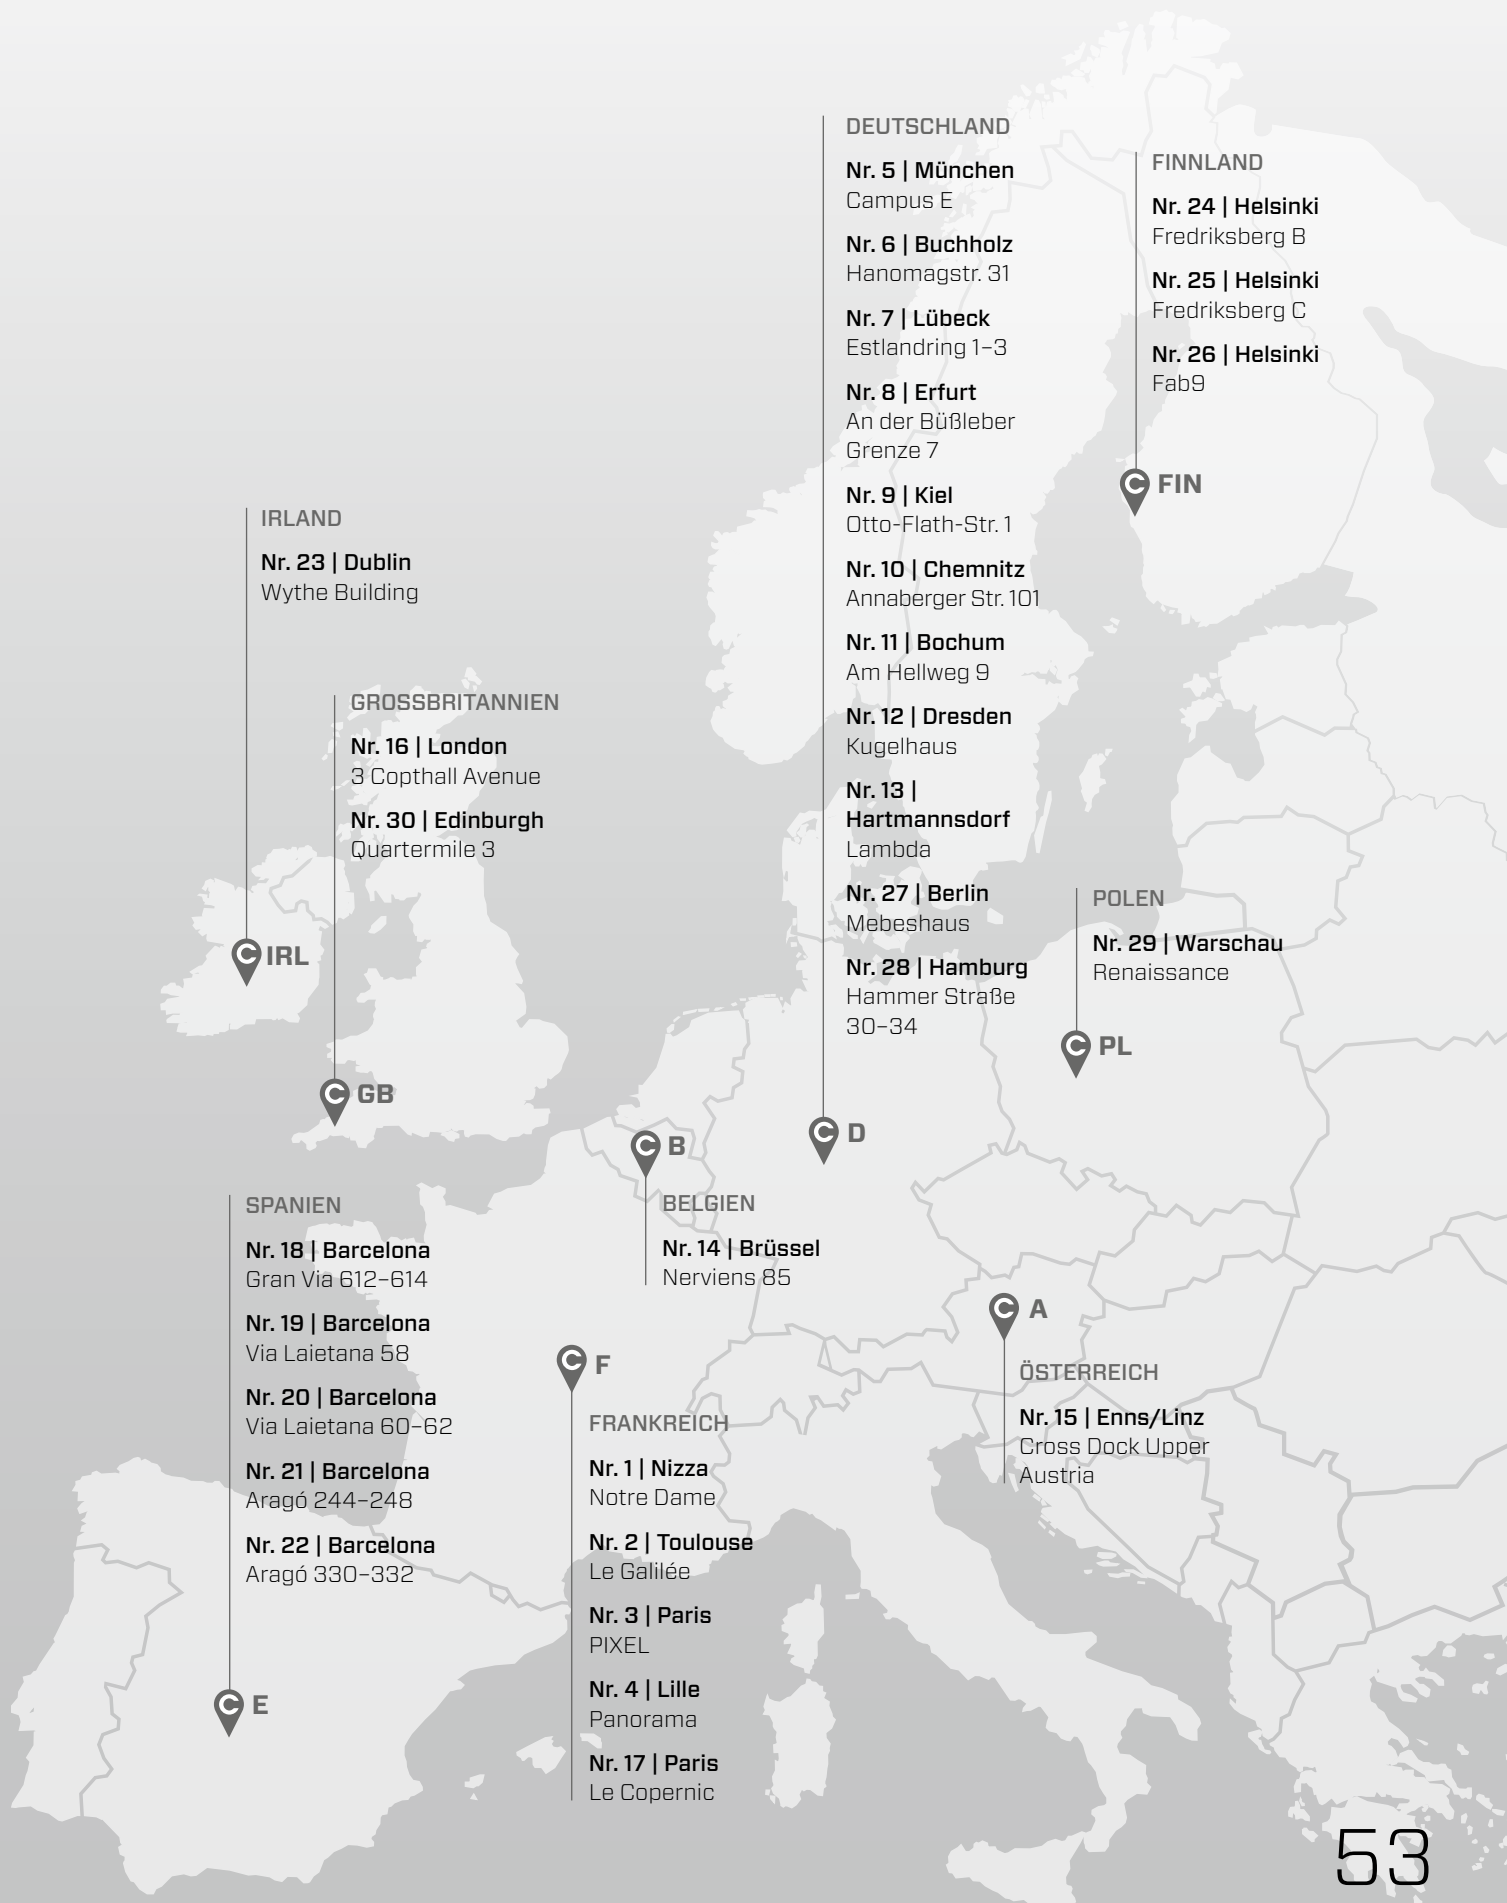 DEUTSCHLAND
Nr. 5 | München
Campus E
Nr. 6 | Buchholz
Hanomagstr. 31
Nr. 7 | Lübeck
Estlandring 1–3
Nr. 8 | Erfurt
An der Büßleber
Grenze 7
Nr. 9 | Kiel
Otto-Flath-Str. 1
Nr. 10 | Chemnitz
Annaberger Str. 101
Nr. 11 | Bochum
Am Hellweg 9
Nr. 12 | Dresden
Kugelhaus
Nr. 13 |
Hartmannsdorf
Lambda
Nr. 27 | Berlin
Mebeshaus
Nr. 28 | Hamburg
Hammer Straße
30–34
C D
FINNLAND
Nr. 24 | Helsinki
Fredriksberg B
Nr. 25 | Helsinki
Fredriksberg C
Nr. 26 | Helsinki
Fab9
C FIN
IRLAND
Nr. 23 | Dublin
Wythe Building
C IRL
GROSSBRITANNIEN
Nr. 16 | London
3 Copthall Avenue
Nr. 30 | Edinburgh
Quartermile 3
C GB
POLEN
Nr. 29 | Warschau
Renaissance
C PL
C B
BELGIEN
Nr. 14 | Brüssel
Nerviens 85
SPANIEN
Nr. 18 | Barcelona
Gran Via 612–614
Nr. 19 | Barcelona
Via Laietana 58
Nr. 20 | Barcelona
Via Laietana 60–62
Nr. 21 | Barcelona
Aragó 244–248
Nr. 22 | Barcelona
Aragó 330–332
C E
C A
ÖSTERREICH
Nr. 15 | Enns/Linz
Cross Dock Upper
Austria
C F
FRANKREICH
Nr. 1 | Nizza
Notre Dame
Nr. 2 | Toulouse
Le Galilée
Nr. 3 | Paris
PIXEL
Nr. 4 | Lille
Panorama
Nr. 17 | Paris
Le Copernic
53